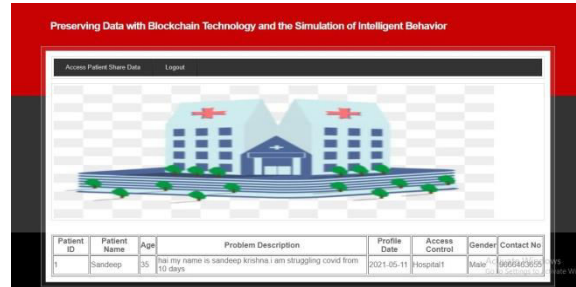 Preserving Data with Blockchain Technology and the Simulation of Intelligent Behavior
Access Patient Share Data Logout
Patient ID Patient Name Age Problem Description Profile Date Access Control Gender Contact No
1 Sandeep 35 hai my name is sandeep krishna.i am struggling covid from 10 days 2021-05-11 Hospital1 Male